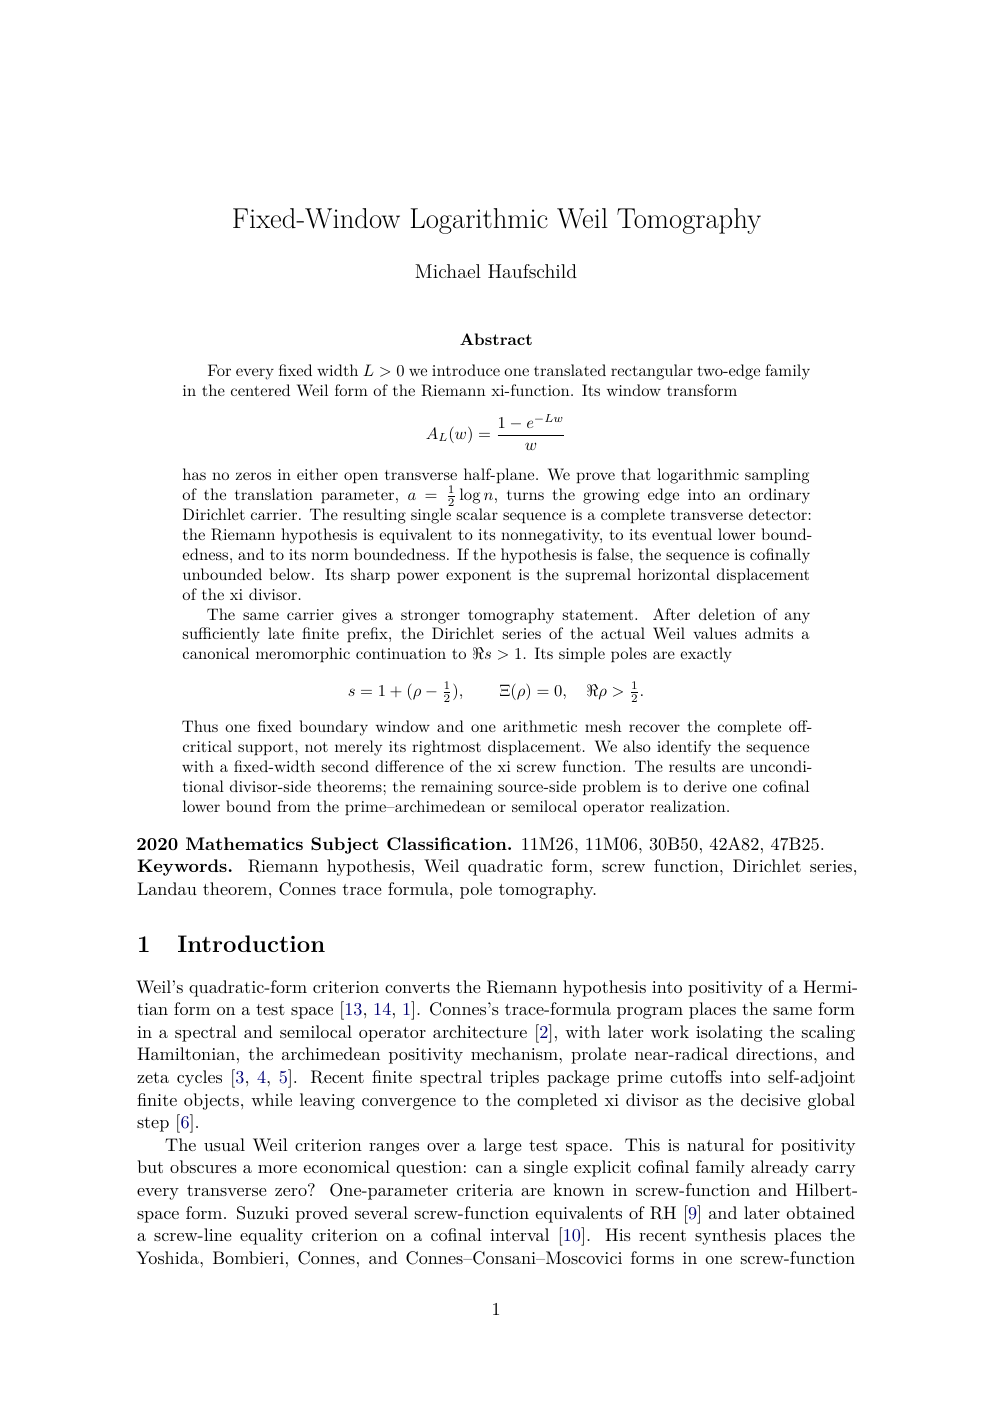 Fixed-Window Logarithmic Weil Tomography
Michael Haufschild
Abstract
For every fixed width L > 0 we introduce one translated rectangular two-edge family
in the centered Weil form of the Riemann xi-function. Its window transform
A_L(w) = \frac{1 − e^{−Lw}}{w}
has no zeros in either open transverse half-plane. We prove that logarithmic sampling
of the translation parameter, a = ½ log n, turns the growing edge into an ordinary
Dirichlet carrier. The resulting single scalar sequence is a complete transverse detector:
the Riemann hypothesis is equivalent to its nonnegativity, to its eventual lower bound-
edness, and to its norm boundedness. If the hypothesis is false, the sequence is cofinally
unbounded below. Its sharp power exponent is the supremal horizontal displacement
of the xi divisor.
The same carrier gives a stronger tomography statement. After deletion of any
sufficiently late finite prefix, the Dirichlet series of the actual Weil values admits a
canonical meromorphic continuation to ℜs > 1. Its simple poles are exactly
s = 1 + (ρ − ½), Ξ(ρ) = 0, ℜρ > ½.
Thus one fixed boundary window and one arithmetic mesh recover the complete off-
critical support, not merely its rightmost displacement. We also identify the sequence
with a fixed-width second difference of the xi screw function. The results are uncondi-
tional divisor-side theorems; the remaining source-side problem is to derive one cofinal
lower bound from the prime–archimedean or semilocal operator realization.
2020 Mathematics Subject Classification. 11M26, 11M06, 30B50, 42A82, 47B25.
Keywords. Riemann hypothesis, Weil quadratic form, screw function, Dirichlet series,
Landau theorem, Connes trace formula, pole tomography.
1 Introduction
Weil's quadratic-form criterion converts the Riemann hypothesis into positivity of a Hermi-
tian form on a test space [13, 14, 1]. Connes's trace-formula program places the same form
in a spectral and semilocal operator architecture [2], with later work isolating the scaling
Hamiltonian, the archimedean positivity mechanism, prolate near-radical directions, and
zeta cycles [3, 4, 5]. Recent finite spectral triples package prime cutoffs into self-adjoint
finite objects, while leaving convergence to the completed xi divisor as the decisive global
step [6].
The usual Weil criterion ranges over a large test space. This is natural for positivity
but obscures a more economical question: can a single explicit cofinal family already carry
every transverse zero? One-parameter criteria are known in screw-function and Hilbert-
space form. Suzuki proved several screw-function equivalents of RH [9] and later obtained
a screw-line equality criterion on a cofinal interval [10]. His recent synthesis places the
Yoshida, Bombieri, Connes, and Connes–Consani–Moscovici forms in one screw-function
1